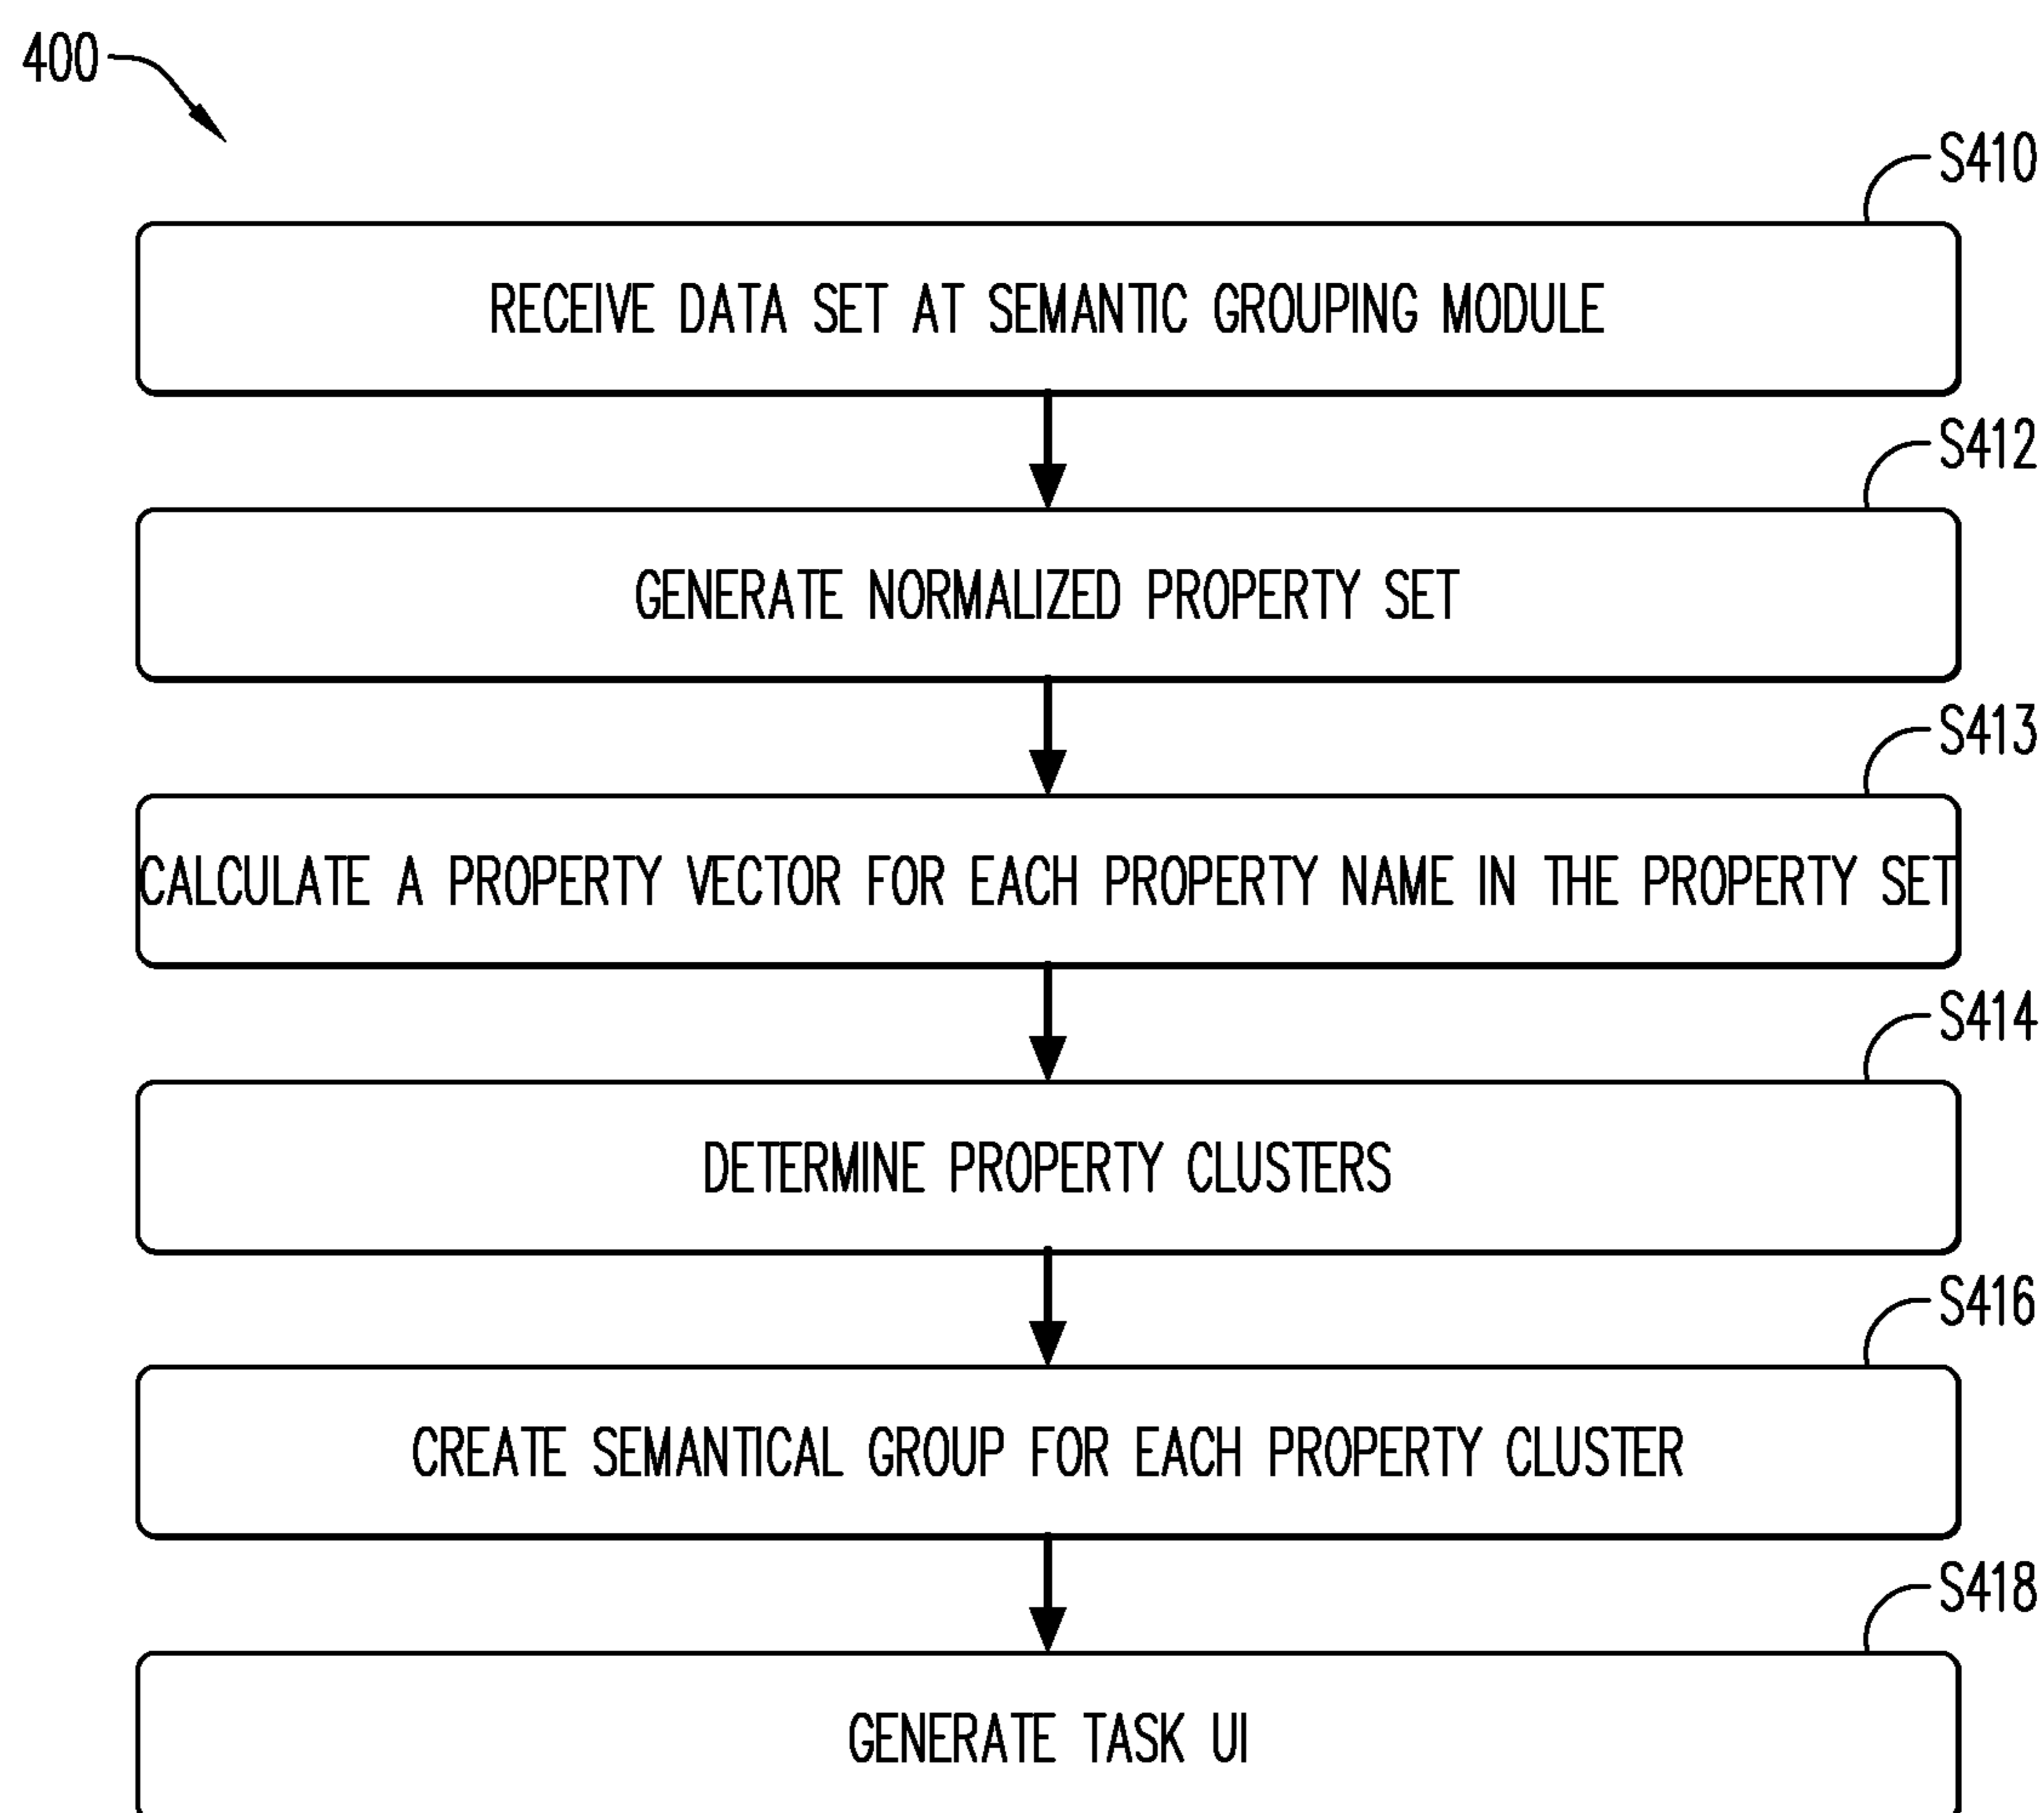 400
S410
RECEIVE DATA SET AT SEMANTIC GROUPING MODULE
S412
GENERATE NORMALIZED PROPERTY SET
S413
CALCULATE A PROPERTY VECTOR FOR EACH PROPERTY NAME IN THE PROPERTY SET
S414
DETERMINE PROPERTY CLUSTERS
S416
CREATE SEMANTICAL GROUP FOR EACH PROPERTY CLUSTER
S418
GENERATE TASK UI